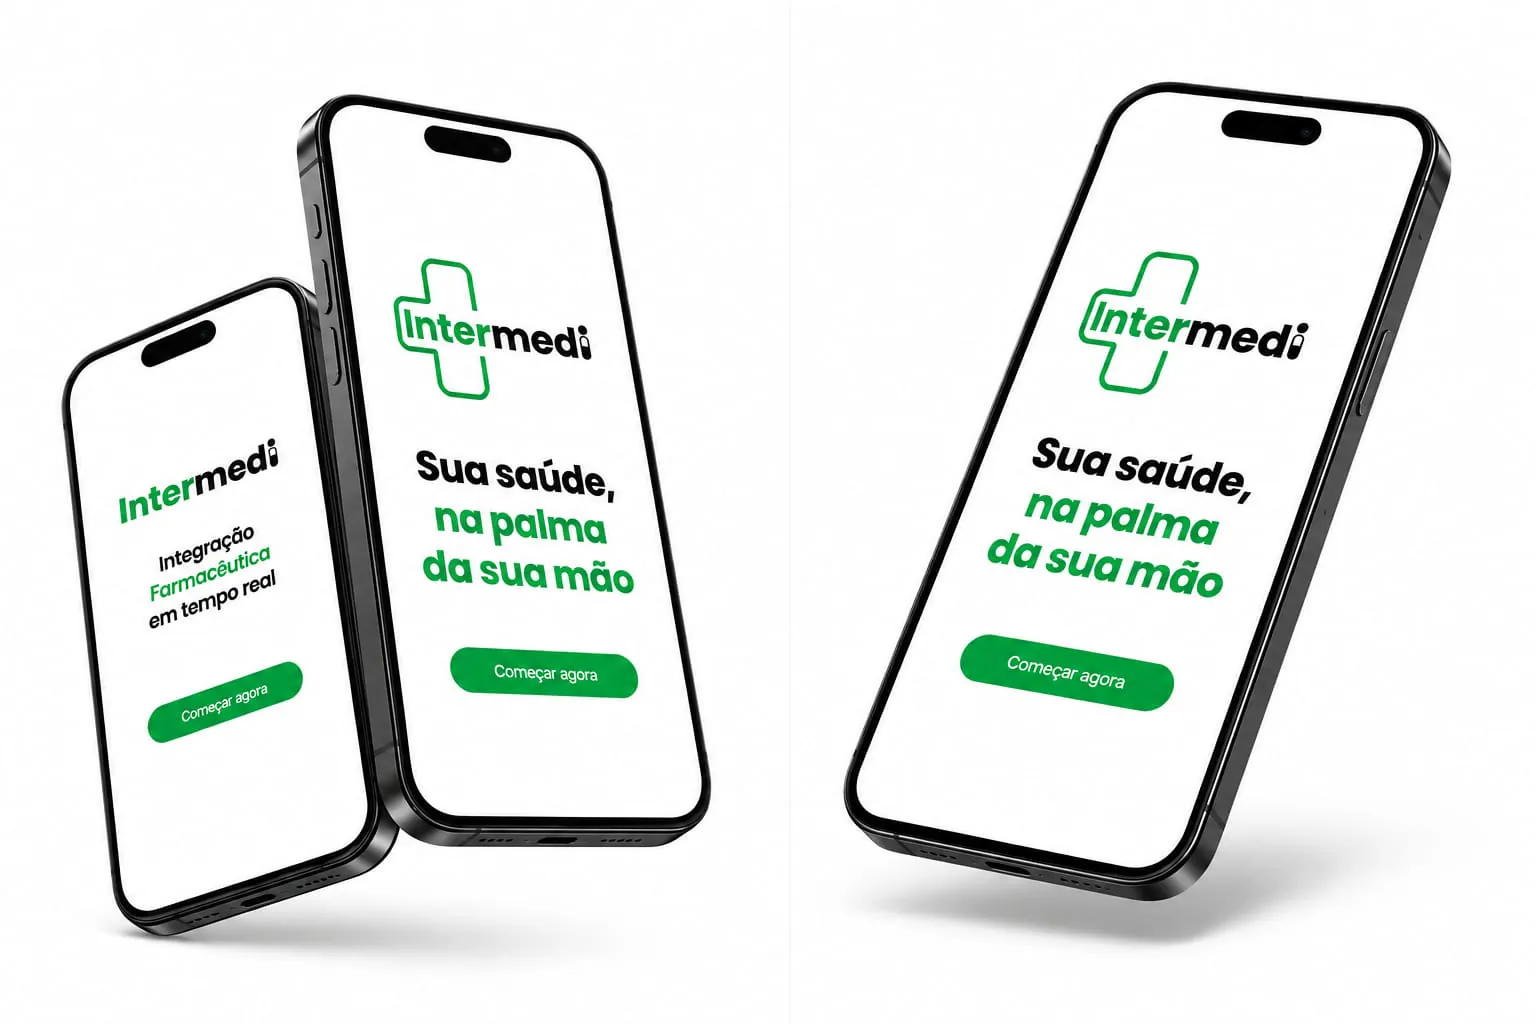 Intermedi
Integração
Farmacêutica
em tempo real
Começar agora
Intermedi
Sua saúde,
na palma
da sua mão
Começar agora
Intermedi
Sua saúde,
na palma
da sua mão
Começar agora